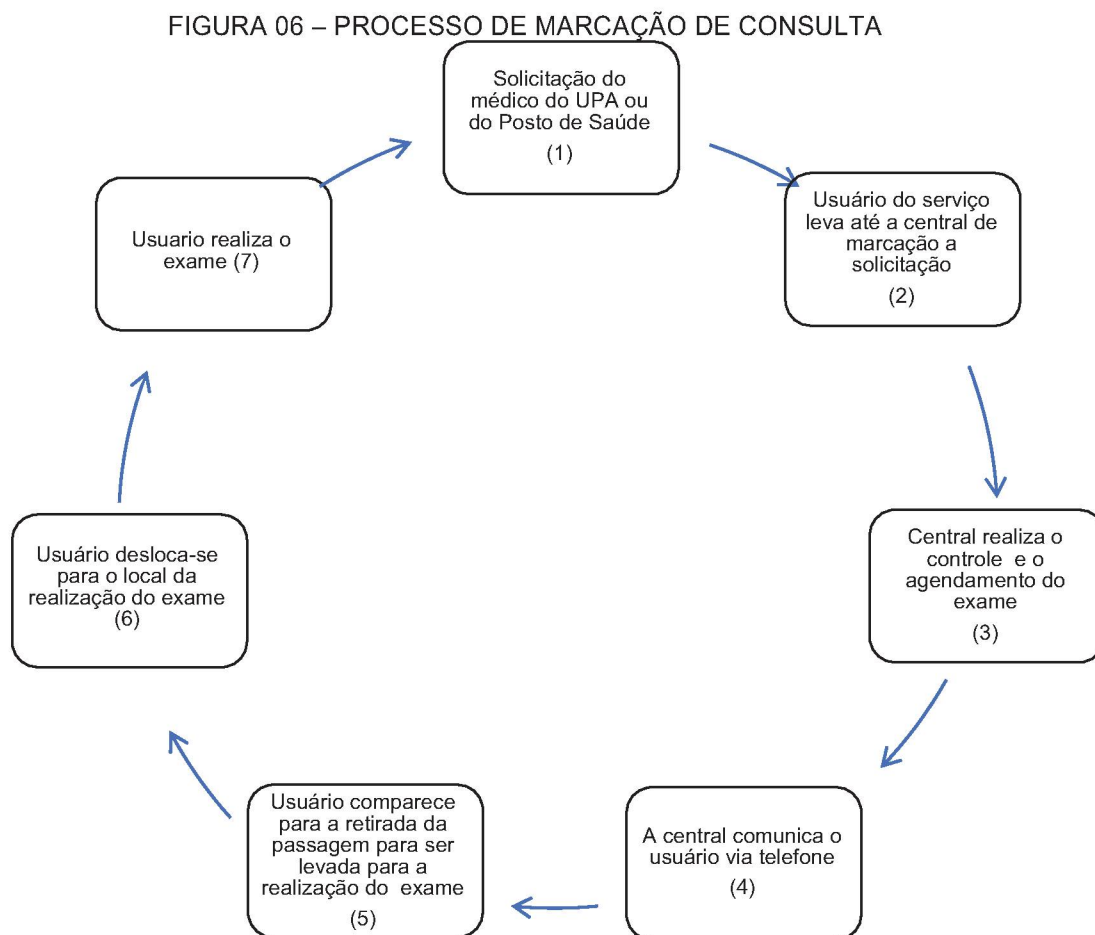 FIGURA 06 – PROCESSO DE MARCAÇÃO DE CONSULTA
Solicitação do
médico do UPA ou
do Posto de Saúde
(1)
Usuário do serviço
leva até a central de
marcação a
solicitação
(2)
Central realiza o
controle e o
agendamento do
exame
(3)
A central comunica o
usuário via telefone
(4)
Usuário comparece
para a retirada da
passagem para ser
levada para a
realização do exame
(5)
Usuário desloca-se
para o local da
realização do exame
(6)
Usuario realiza o
exame (7)